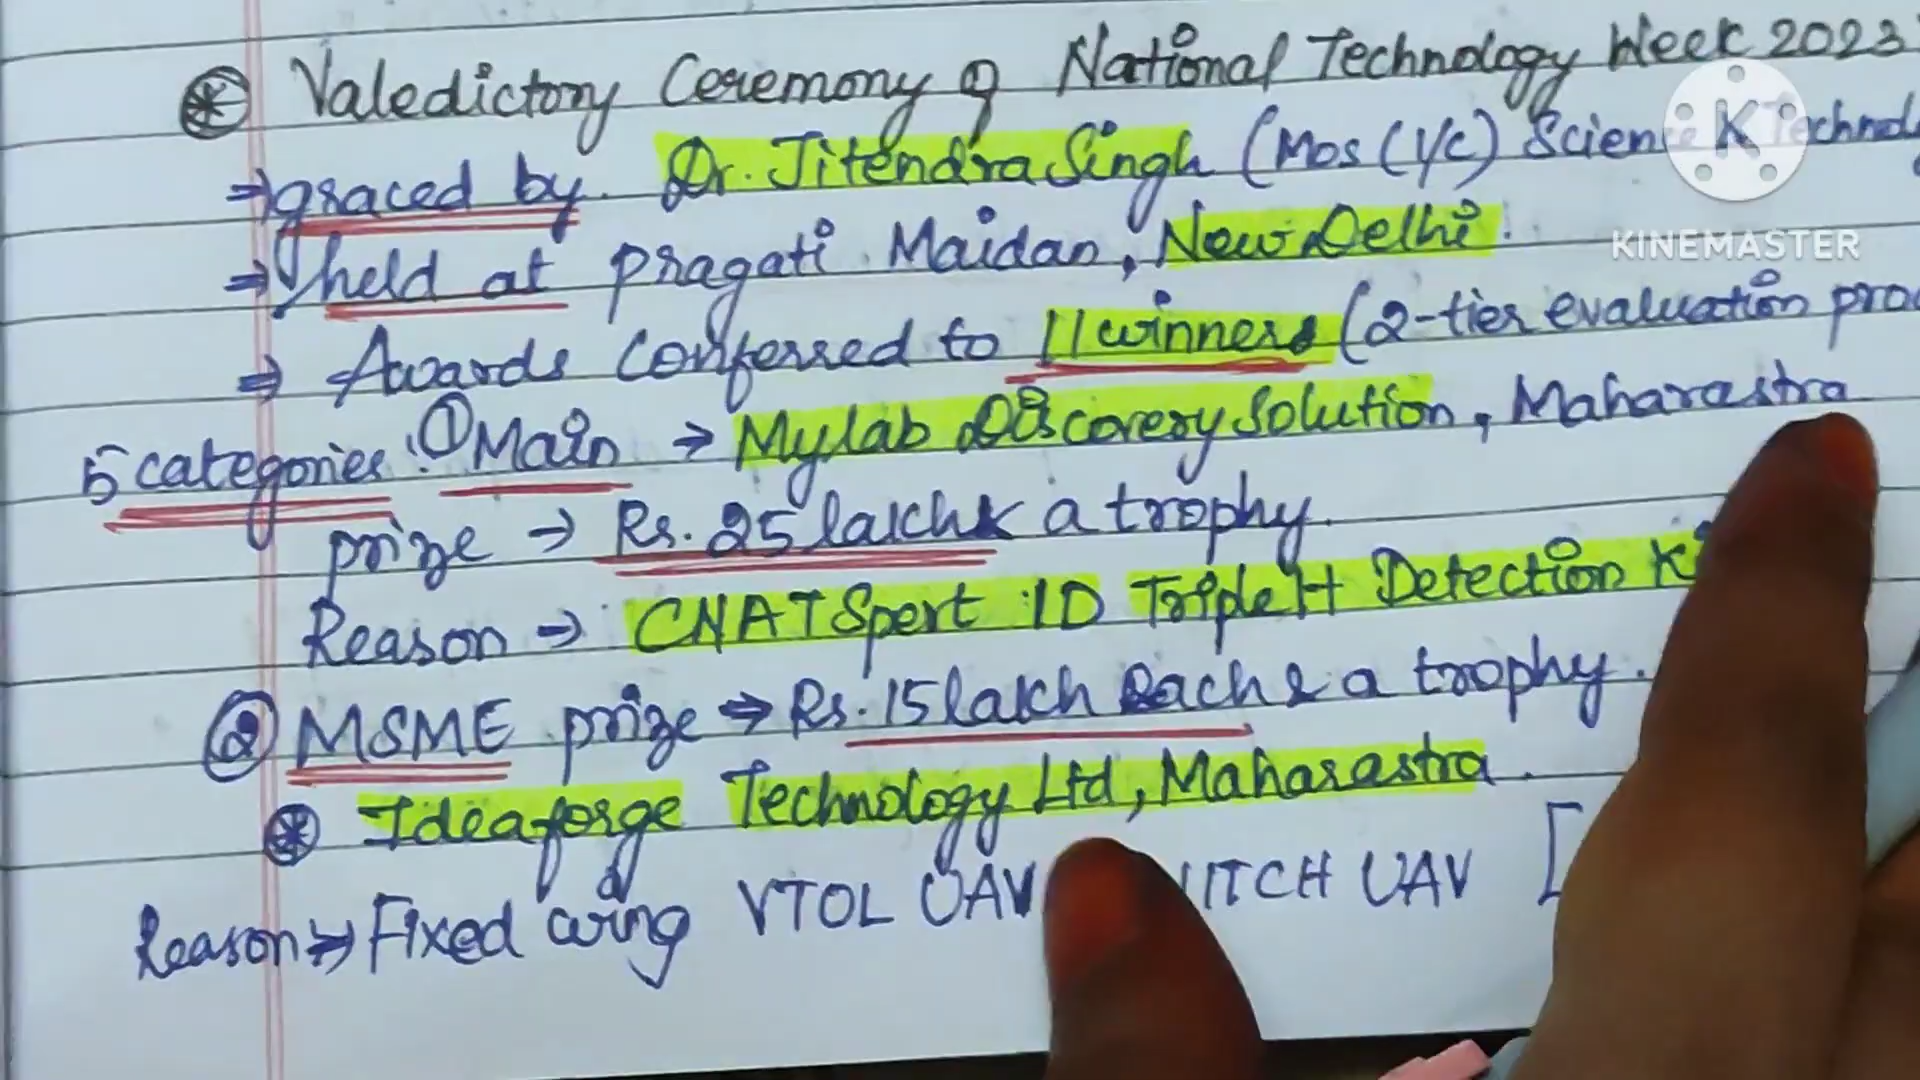 Valedictory Ceremony of National Technology Week 2023
⇒ graced by. Dr. Jitendra Singh (Mos (I/C) Science
⇒ held at Pragati Maidan, New Delhi.
⇒ Awards conferred to 11 winners (2-tier evaluation
5 categories: ① Main → Mylab Discovery Solution, Maharastra
prize → Rs. 25 lakh & a trophy.
Reason → CNATSpert ID Triple H Detection
② MSME prize ⇒ Rs. 15 lakh each & a trophy.
Ideaforge Technology Ltd, Maharastra.
Reason ⇒ Fixed wing VTOL UAV UAV [
K
KINEMASTER